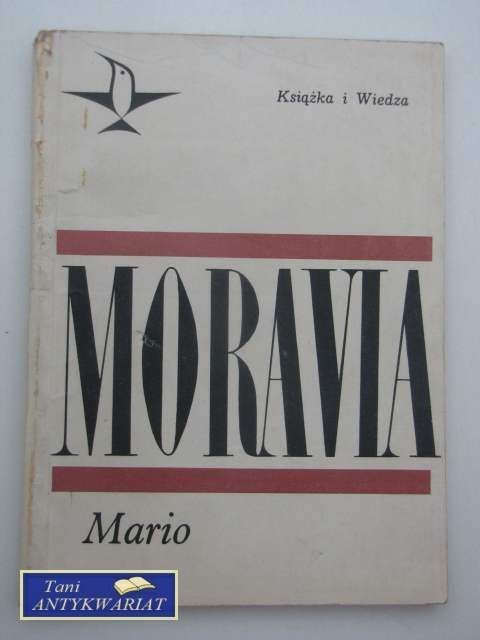 Książka i Wiedza
MORAVIA
Mario
Tani
ANTYKWARIAT